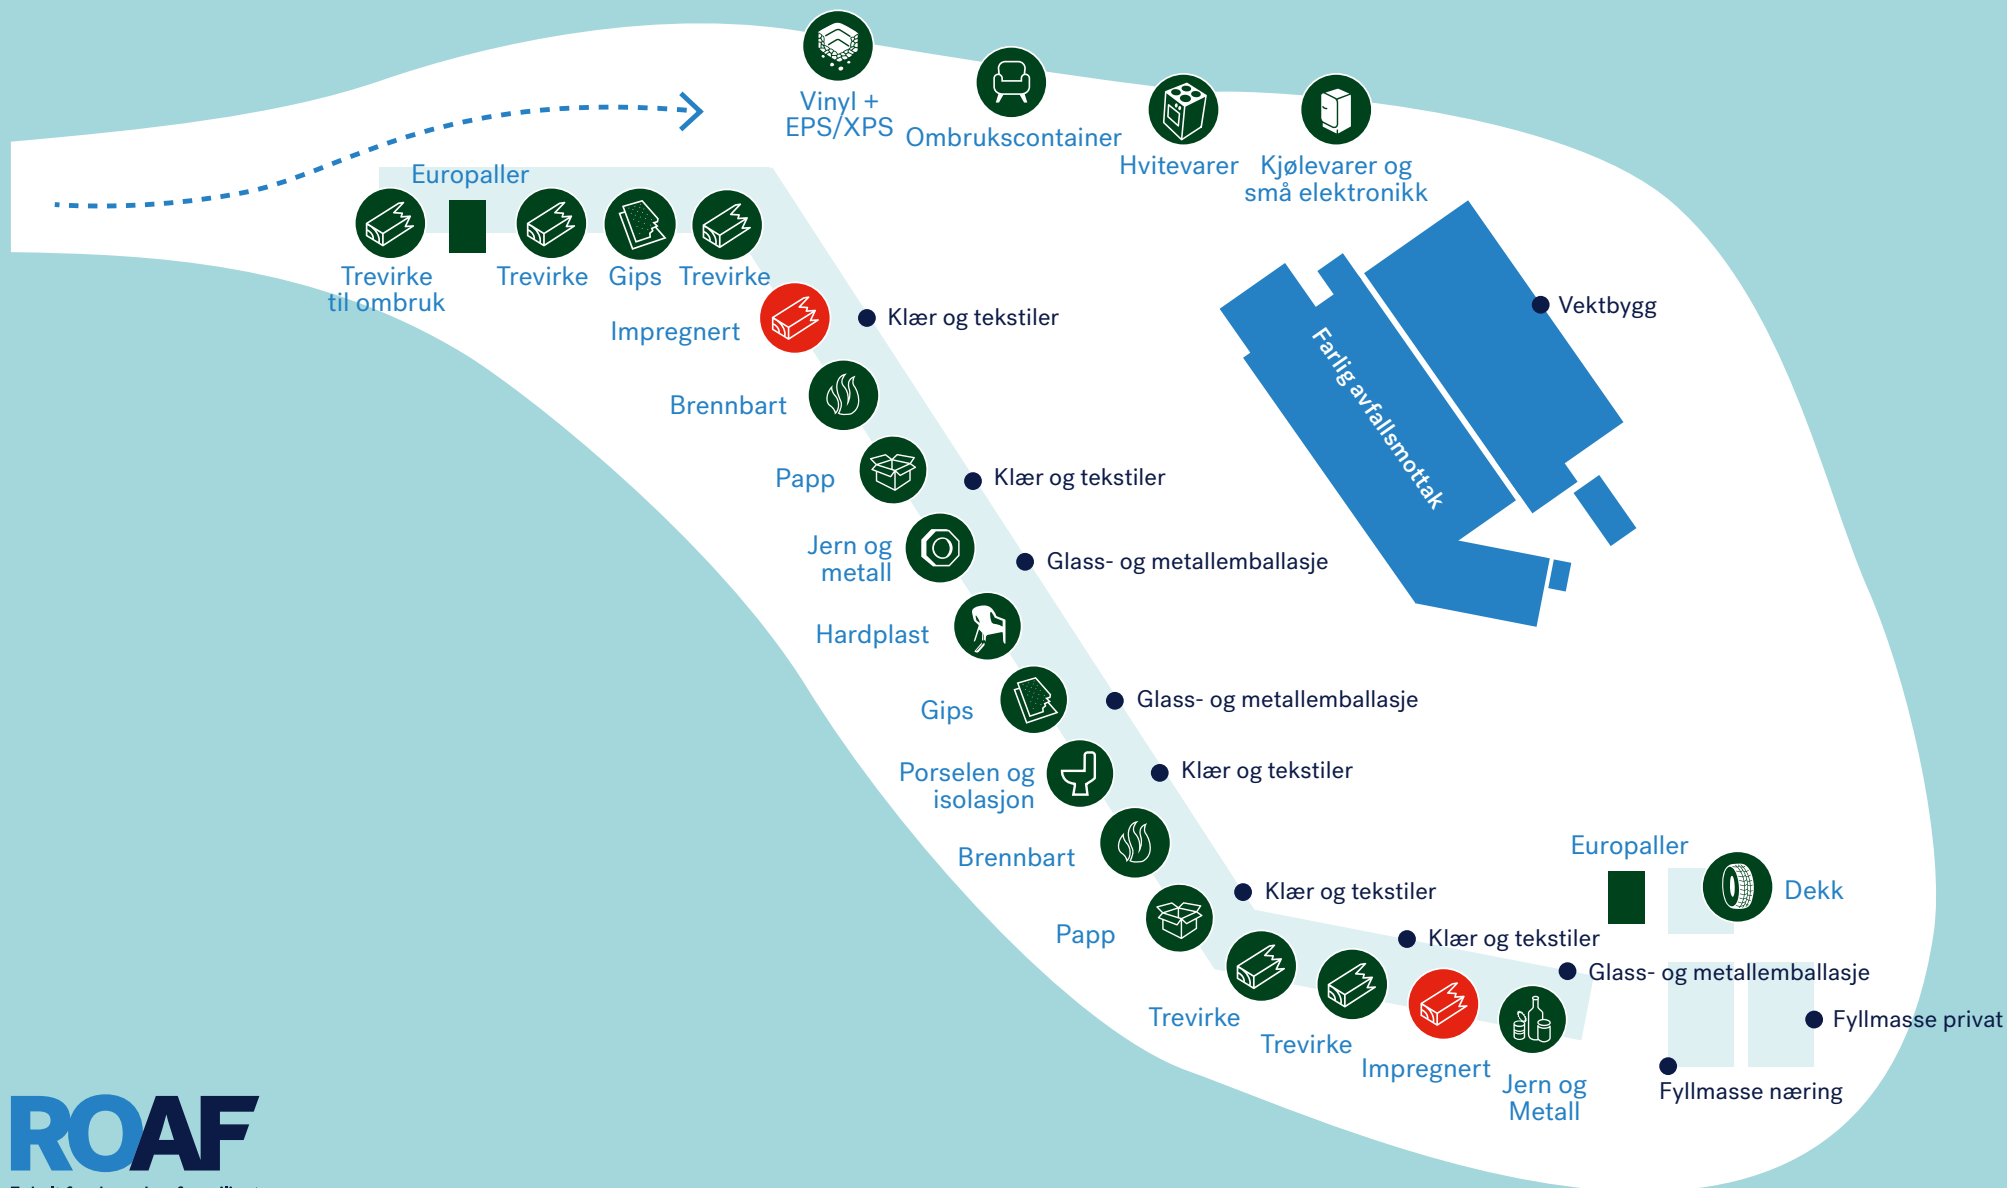 Vinyl +
EPS/XPS
Ombrukscontainer
Hvitevarer
Kjølevarer og
små elektronikk
Europaller
Trevirke
til ombruk
Trevirke
Gips
Trevirke
Impregnert
Klær og tekstiler
Vektbygg
Farlig avfallsmottak
Brennbart
Papp
Klær og tekstiler
Jern og
metall
Glass- og metallemballasje
Hardplast
Gips
Glass- og metallemballasje
Porselen og
isolasjon
Klær og tekstiler
Brennbart
Europaller
Dekk
Klær og tekstiler
Papp
Klær og tekstiler
Glass- og metallemballasje
Trevirke
Trevirke
Impregnert
Jern og
Metall
Fyllmasse privat
Fyllmasse næring
ROAF